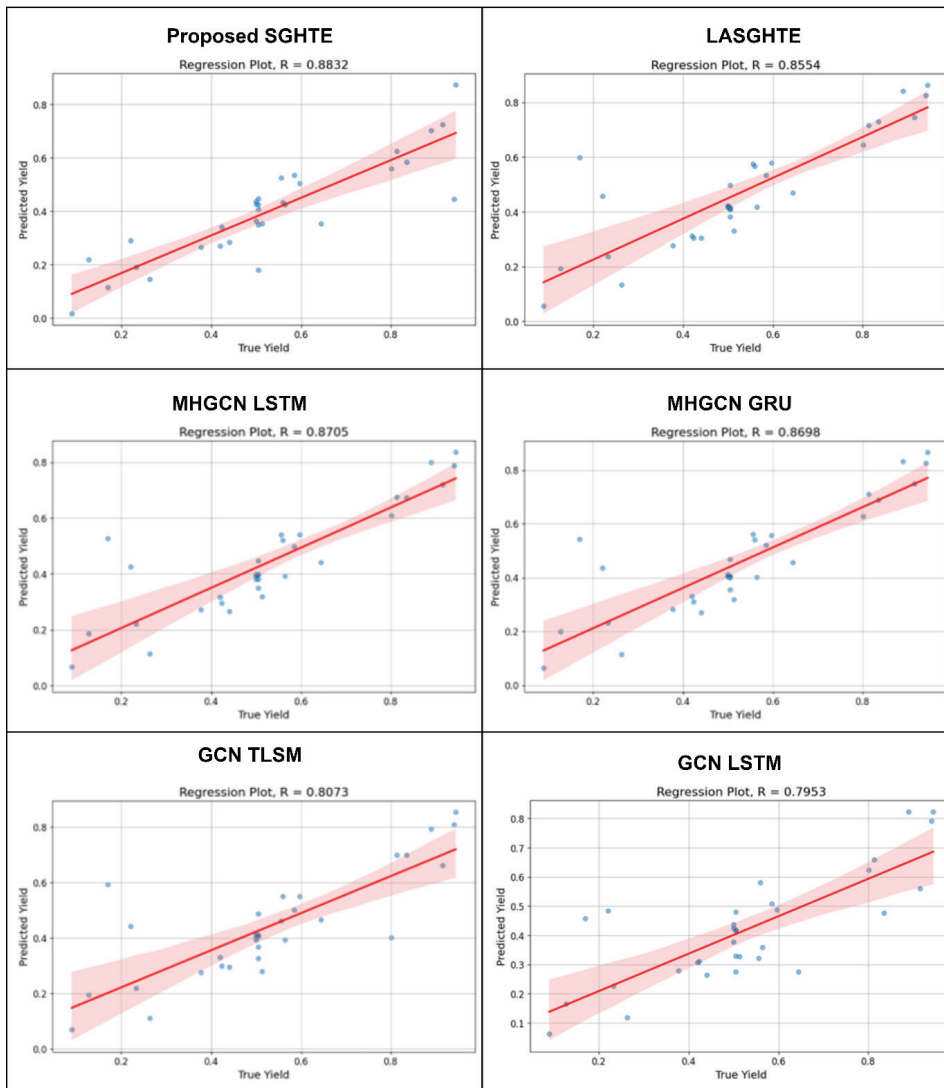 Proposed SGHTE
Regression Plot, R = 0.8832
Predicted Yield
0.8
0.6
0.4
0.2
0.0
0.2 0.4 0.6 0.8
True Yield
LASGHTE
Regression Plot, R = 0.8554
Predicted Yield
0.8
0.6
0.4
0.2
0.0
0.2 0.4 0.6 0.8
True Yield
MHGCN LSTM
Regression Plot, R = 0.8705
Predicted Yield
0.8
0.6
0.4
0.2
0.0
0.2 0.4 0.6 0.8
True Yield
MHGCN GRU
Regression Plot, R = 0.8698
Predicted Yield
0.8
0.6
0.4
0.2
0.0
0.2 0.4 0.6 0.8
True Yield
GCN TLSM
Regression Plot, R = 0.8073
Predicted Yield
0.8
0.6
0.4
0.2
0.0
0.2 0.4 0.6 0.8
True Yield
GCN LSTM
Regression Plot, R = 0.7953
Predicted Yield
0.8
0.7
0.6
0.5
0.4
0.3
0.2
0.1
0.2 0.4 0.6 0.8
True Yield